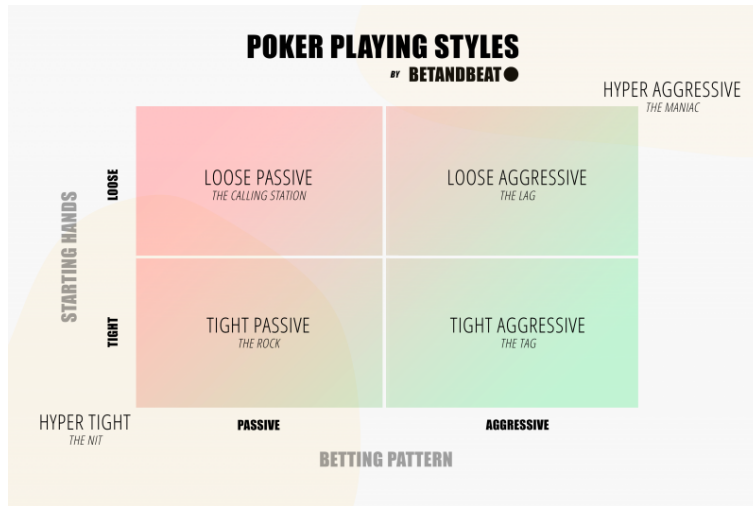 POKER PLAYING STYLES
BY BETANDBEAT
HYPER AGGRESSIVE
THE MANIAC
STARTING HANDS
LOOSE
LOOSE PASSIVE
THE CALLING STATION
LOOSE AGGRESSIVE
THE LAG
TIGHT
TIGHT PASSIVE
THE ROCK
TIGHT AGGRESSIVE
THE TAG
HYPER TIGHT
THE NIT
PASSIVE
AGGRESSIVE
BETTING PATTERN